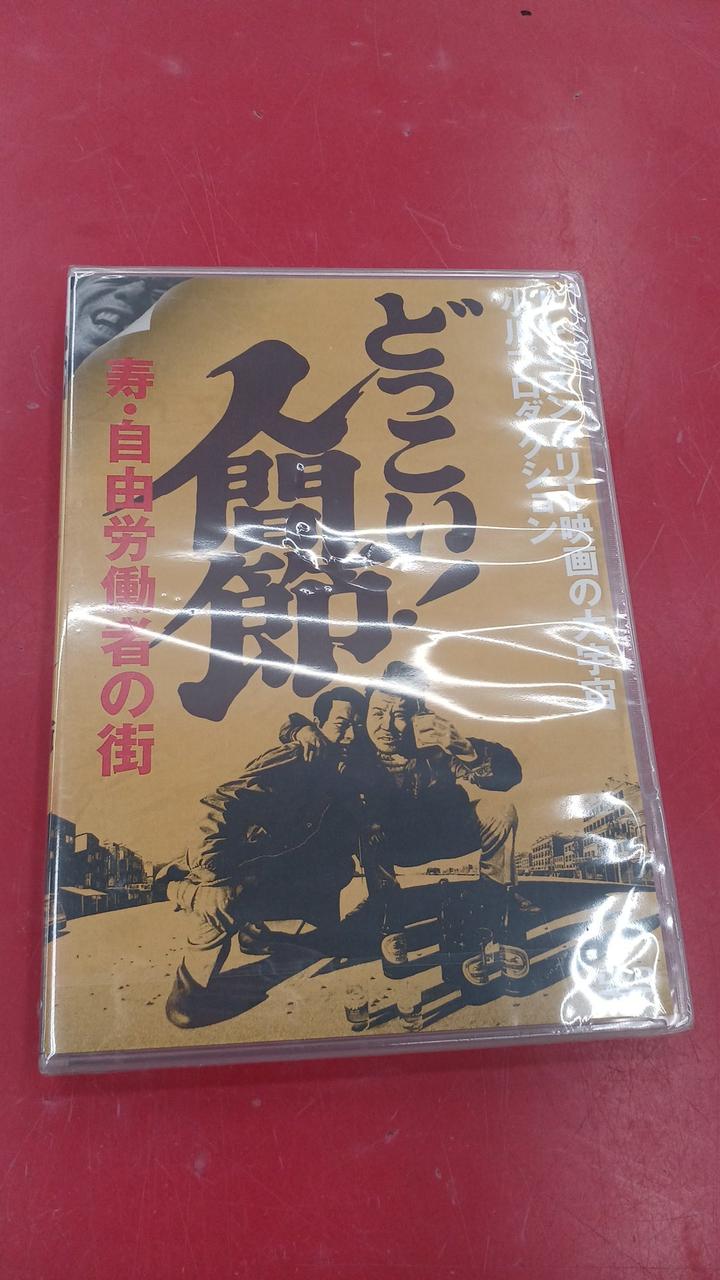 ドキュメンタリー映画の大宇宙
小川プロダクション
どっこい!
人間節
寿・自由労働者の街